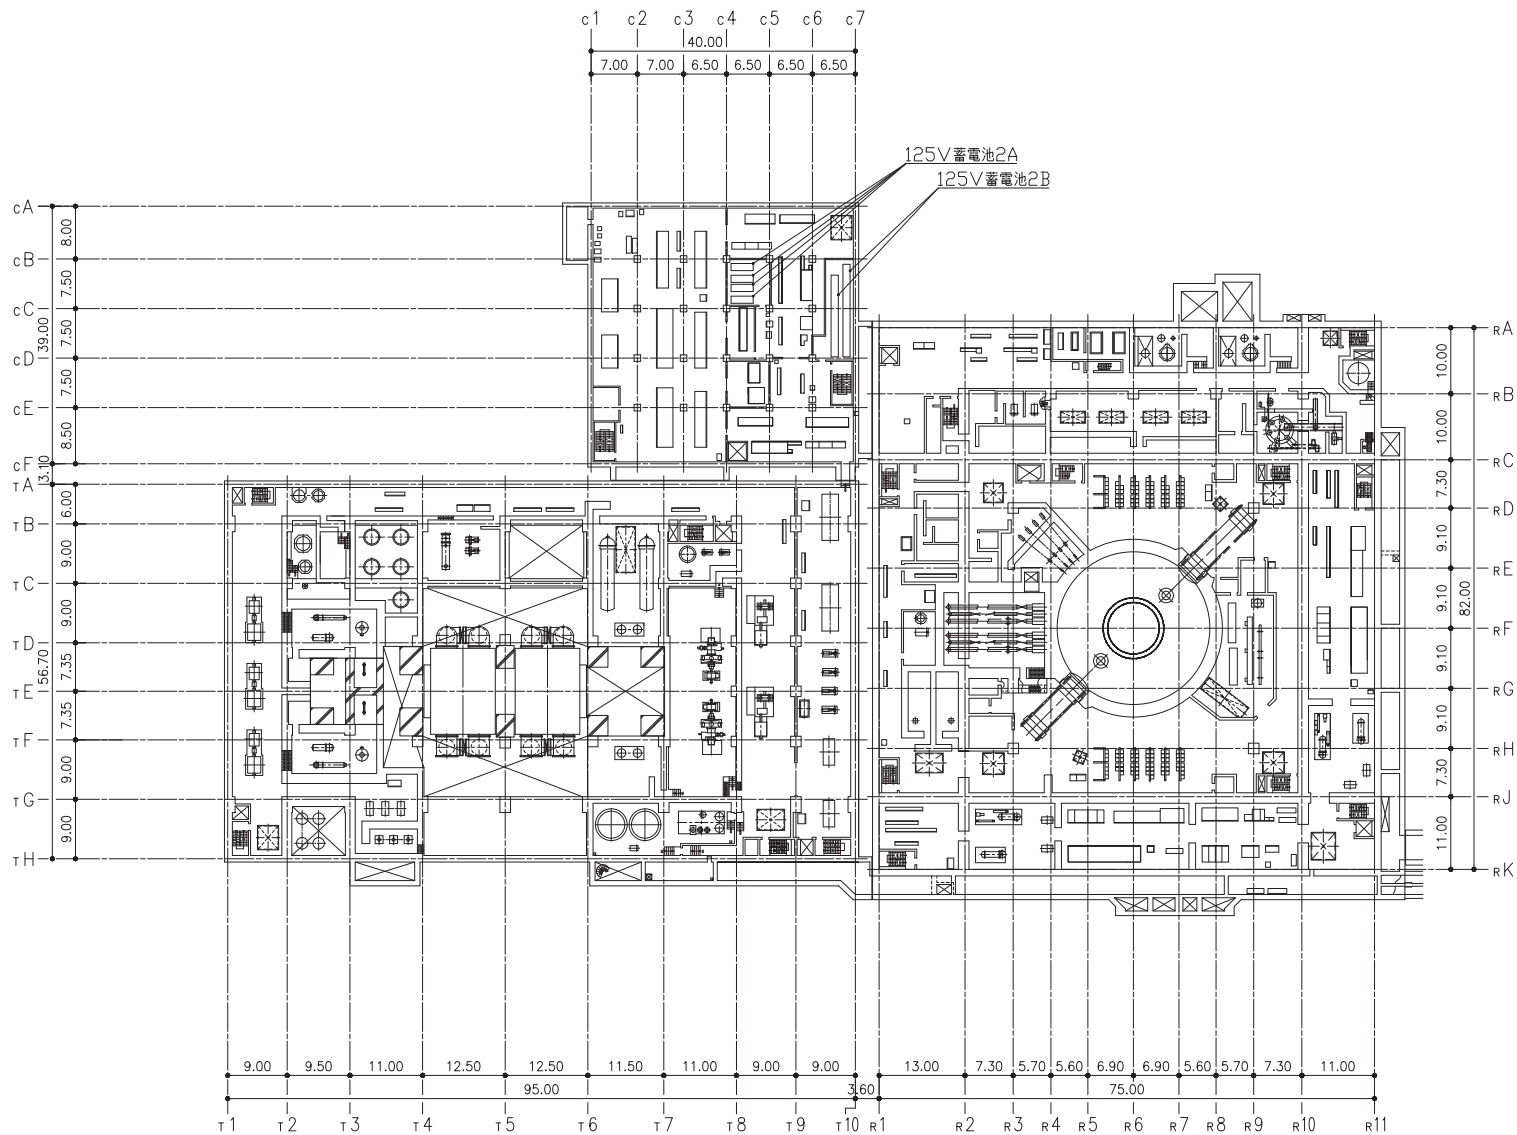 c1 c2 c3 c4 c5 c6 c7
40.00
7.00 7.00 6.50 6.50 6.50 6.50
125V蓄電池2A
125V蓄電池2B
cA
8.00
cB
7.50
cC
39.00
7.50
cD
7.50
cE
8.50
cF
3.10
TA
6.00
TB
9.00
TC
9.00
TD
56.70
7.35
TE
7.35
TF
9.00
TG
9.00
TH
RA
10.00
RB
10.00
RC
7.30
RD
9.10
RE
82.00
9.10
RF
9.10
RG
9.10
RH
7.30
RJ
11.00
RK
9.00 9.50 11.00 12.50 12.50 11.50 11.00 9.00 9.00 13.00 7.30 5.70 5.60 6.90 6.90 5.60 5.70 7.30 11.00
95.00 3.60 75.00
T1 T2 T3 T4 T5 T6 T7 T8 T9 T10 R1 R2 R3 R4 R5 R6 R7 R8 R9 R10 R11